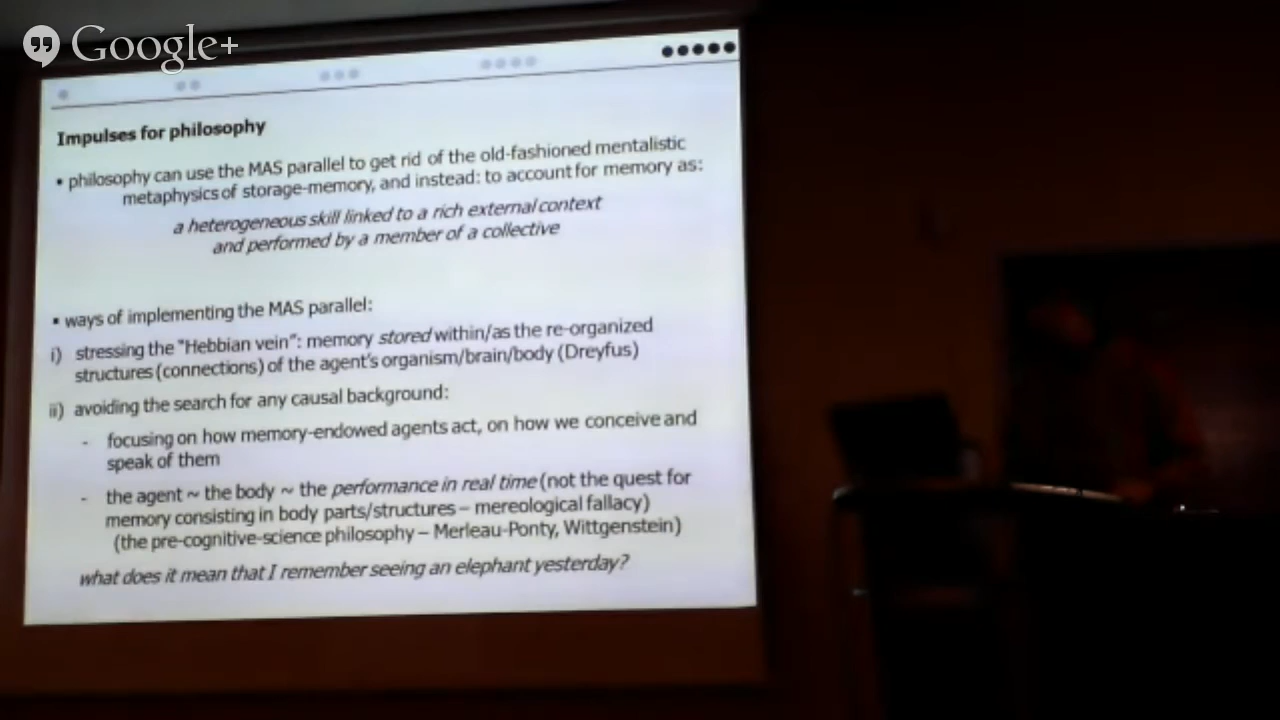 Google+
Impulses for philosophy
▪ philosophy can use the MAS parallel to get rid of the old-fashioned mentalistic
metaphysics of storage-memory, and instead: to account for memory as:
a heterogeneous skill linked to a rich external context
and performed by a member of a collective
▪ ways of implementing the MAS parallel:
i) stressing the "Hebbian vein": memory stored within/as the re-organized
structures (connections) of the agent's organism/brain/body (Dreyfus)
ii) avoiding the search for any causal background:
- focusing on how memory-endowed agents act, on how we conceive and
speak of them
- the agent ~ the body ~ the performance in real time (not the quest for
memory consisting in body parts/structures – mereological fallacy)
(the pre-cognitive-science philosophy – Merleau-Ponty, Wittgenstein)
what does it mean that I remember seeing an elephant yesterday?